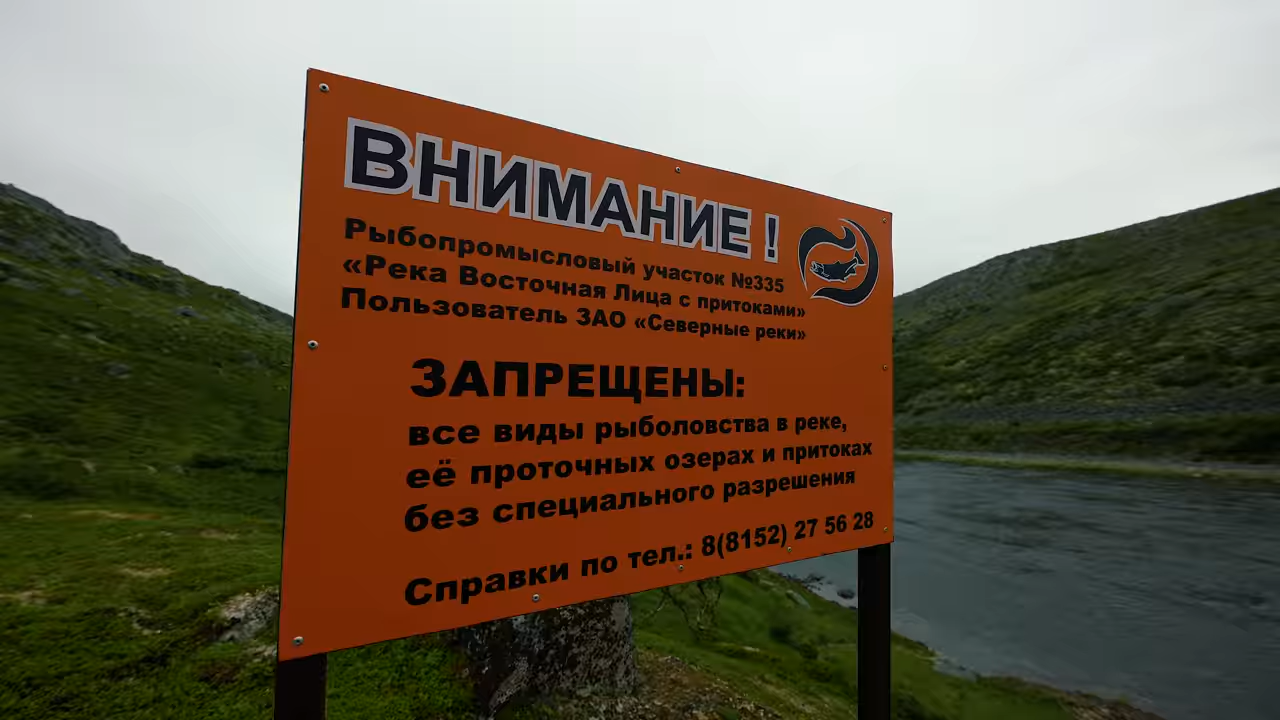 ВНИМАНИЕ !
Рыбопромысловый участок №335
«Река Восточная Лица с притоками»
Пользователь ЗАО «Северные реки»
ЗАПРЕЩЕНЫ:
все виды рыболовства в реке,
её проточных озерах и притоках
без специального разрешения
Справки по тел.: 8(8152) 27 56 28